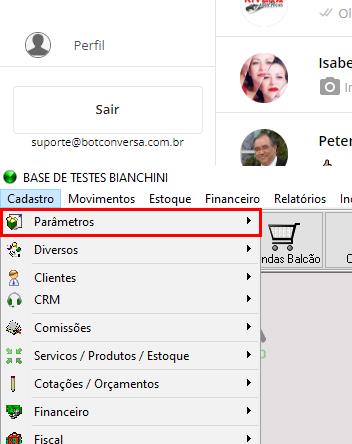 Perfil
Sair
suporte@botconversa.com.br
Isabe
Peter
BASE DE TESTES BIANCHINI
Cadastro Movimentos Estoque Financeiro Relatórios In
Parâmetros
ndas Balcão
Diversos
Clientes
CRM
Comissões
Servicos / Produtos / Estoque
Cotações / Orçamentos
Financeiro
Fiscal